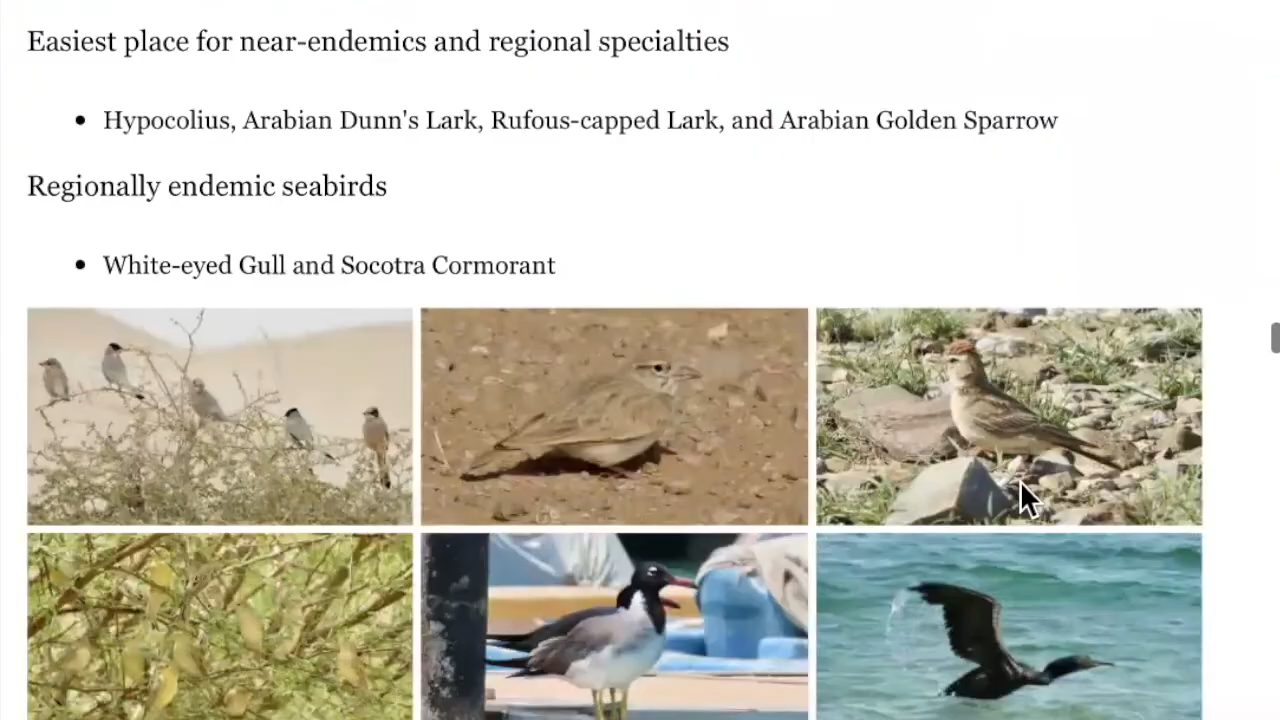 Easiest place for near-endemics and regional specialties
• Hypocolius, Arabian Dunn's Lark, Rufous-capped Lark, and Arabian Golden Sparrow
Regionally endemic seabirds
• White-eyed Gull and Socotra Cormorant